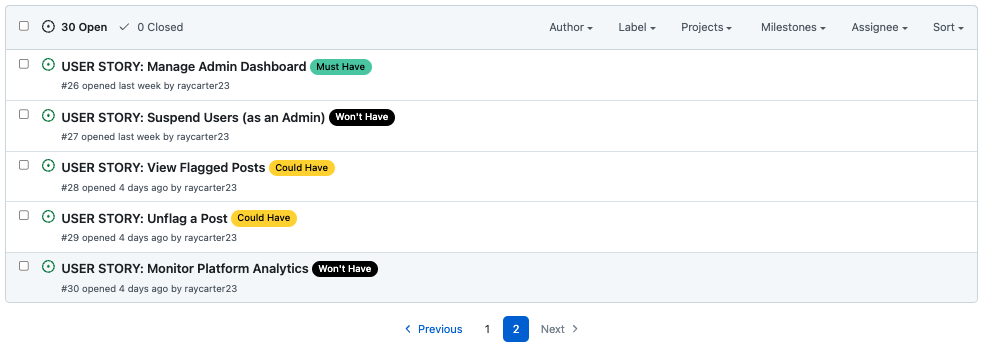 30 Open 0 Closed Author Label Projects Milestones Assignee Sort
USER STORY: Manage Admin Dashboard Must Have
#26 opened last week by raycarter23
USER STORY: Suspend Users (as an Admin) Won't Have
#27 opened last week by raycarter23
USER STORY: View Flagged Posts Could Have
#28 opened 4 days ago by raycarter23
USER STORY: Unflag a Post Could Have
#29 opened 4 days ago by raycarter23
USER STORY: Monitor Platform Analytics Won't Have
#30 opened 4 days ago by raycarter23
Previous 1 2 Next